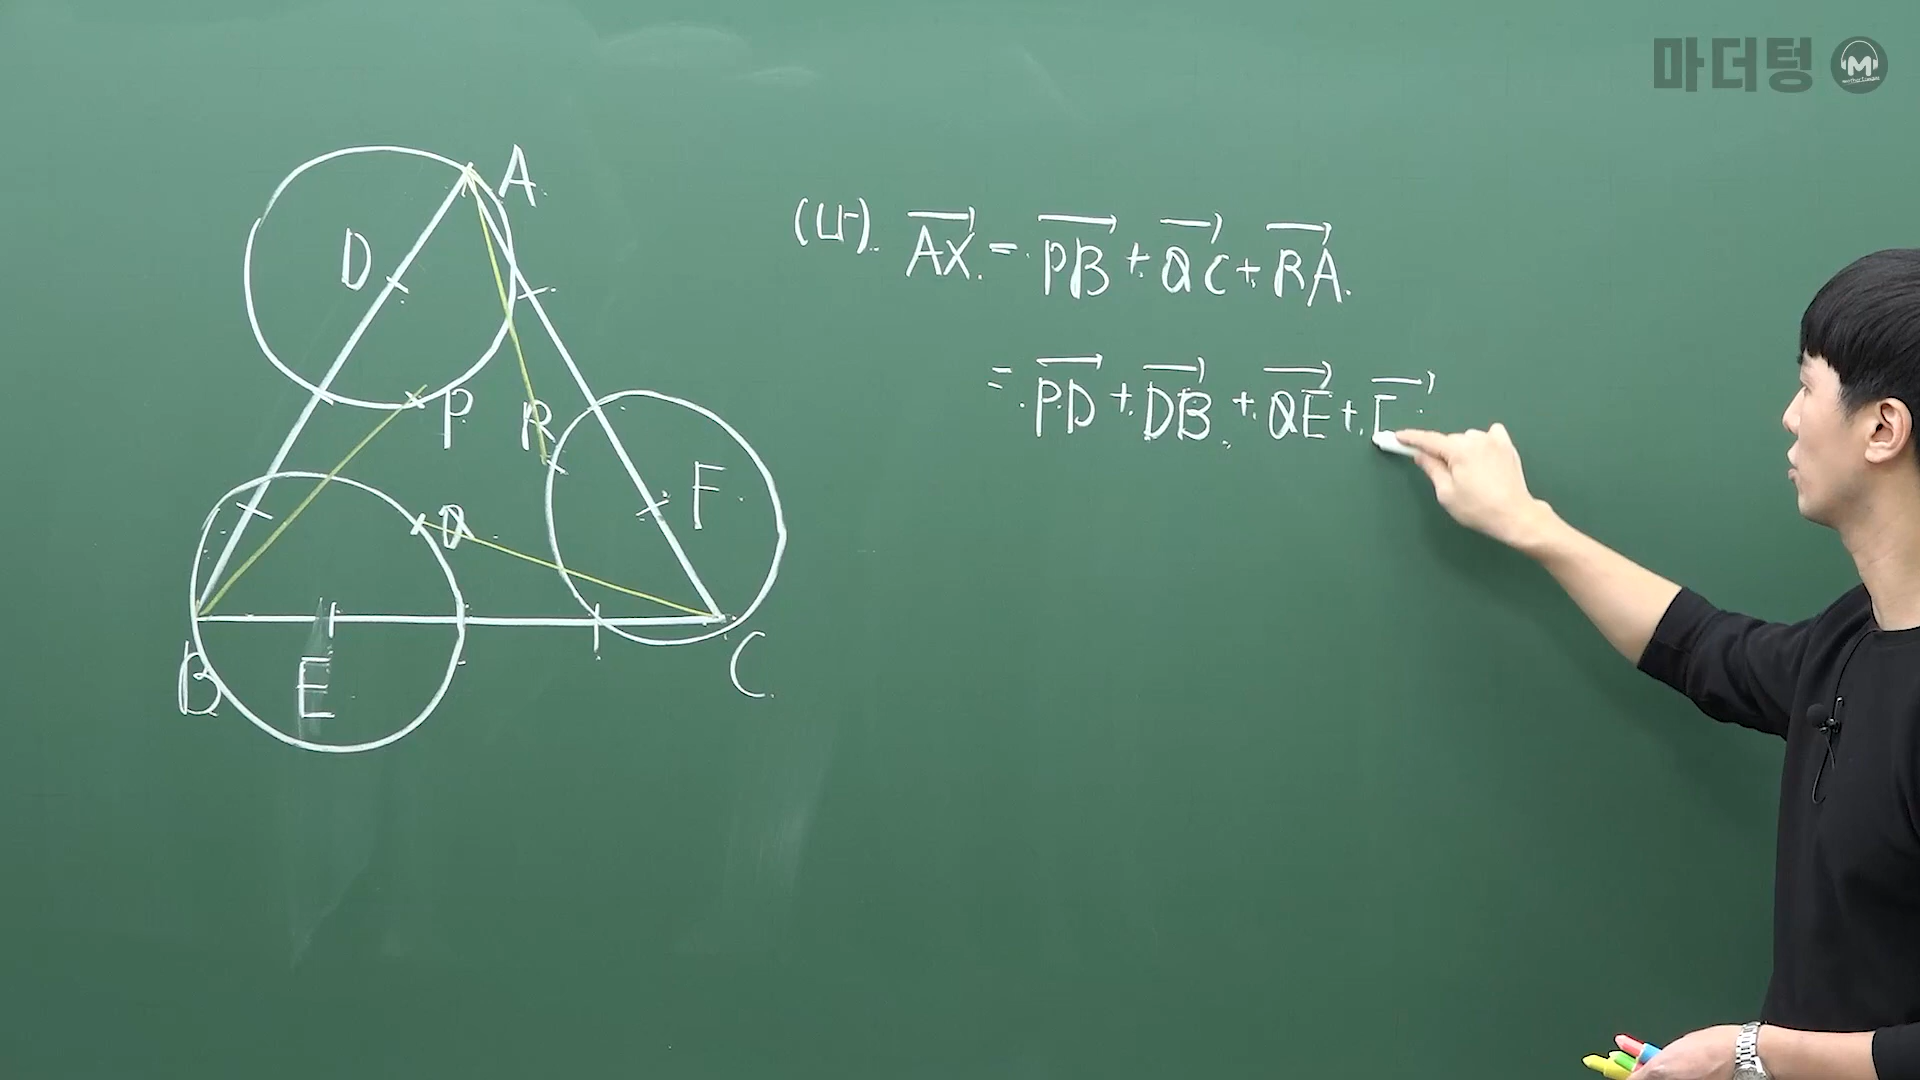 마더텅 M
A
D
(나). AX = PB + QC + RA.
= PD + DB + QE + E
P
R
F
Q
B
E
C